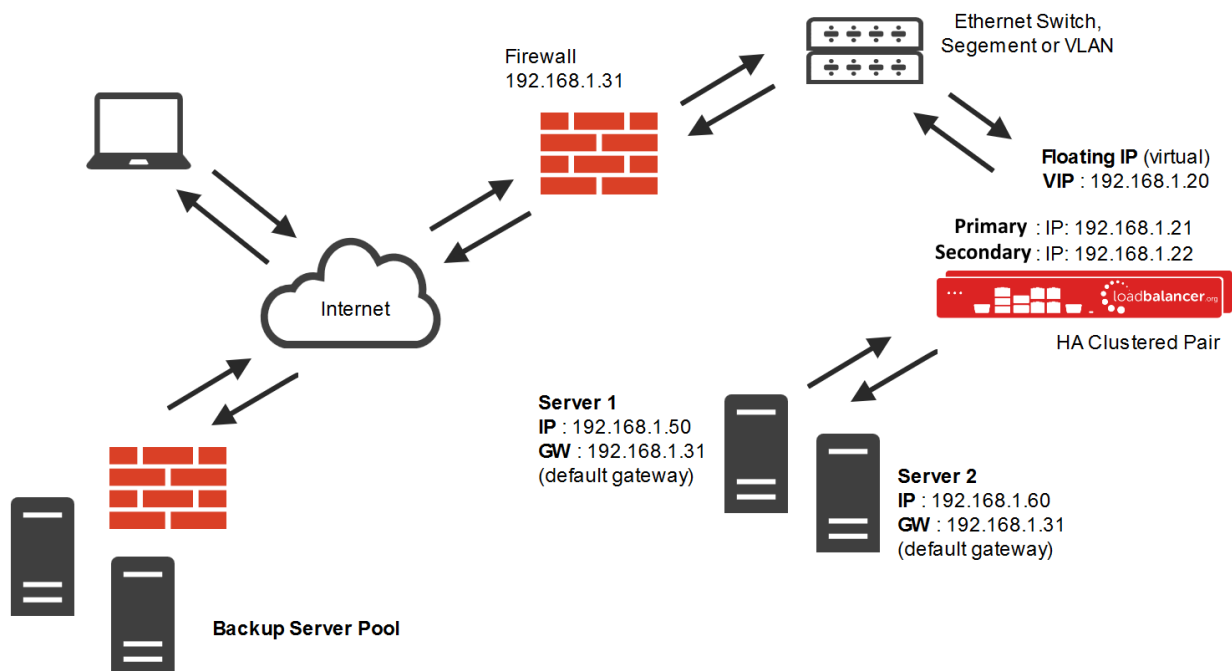 Ethernet Switch,
Segement or VLAN
Firewall
192.168.1.31
Floating IP (virtual)
VIP : 192.168.1.20
Primary : IP: 192.168.1.21
Secondary : IP: 192.168.1.22
loadbalancer.org
HA Clustered Pair
Internet
Server 1
IP : 192.168.1.50
GW : 192.168.1.31
(default gateway)
Server 2
IP : 192.168.1.60
GW : 192.168.1.31
(default gateway)
Backup Server Pool